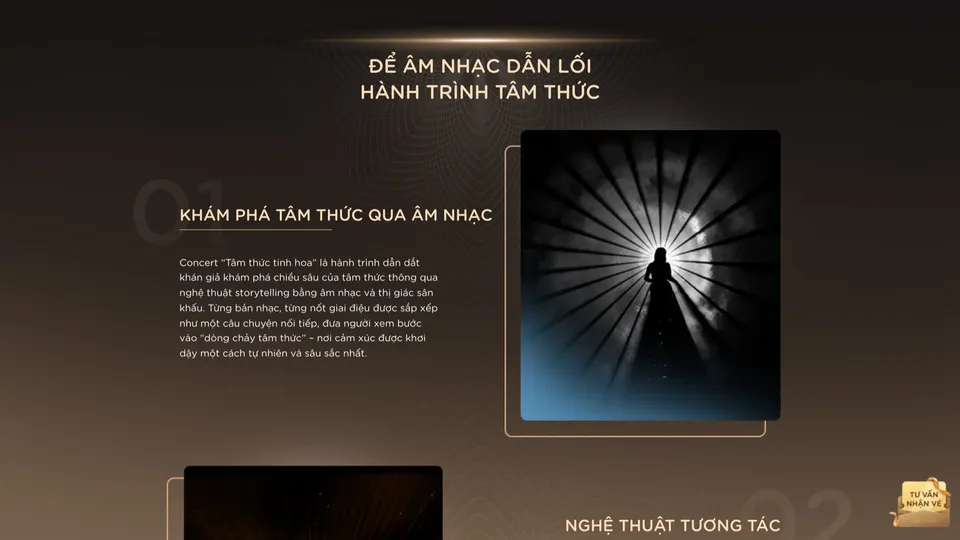 ĐỂ ÂM NHẠC DẪN LỐI
HÀNH TRÌNH TÂM THỨC
01
KHÁM PHÁ TÂM THỨC QUA ÂM NHẠC
Concert “Tâm thức tinh hoa” là hành trình dẫn dắt
khán giả khám phá chiều sâu của tâm thức thông qua
nghệ thuật storytelling bằng âm nhạc và thị giác sân
khấu. Từng bản nhạc, từng nốt giai điệu được sắp xếp
như một câu chuyện nối tiếp, đưa người xem bước
vào “dòng chảy tâm thức” – nơi cảm xúc được khơi
dậy một cách tự nhiên và sâu sắc nhất.
02
NGHỆ THUẬT TƯƠNG TÁC
TƯ VẤN
NHẬN VÉ